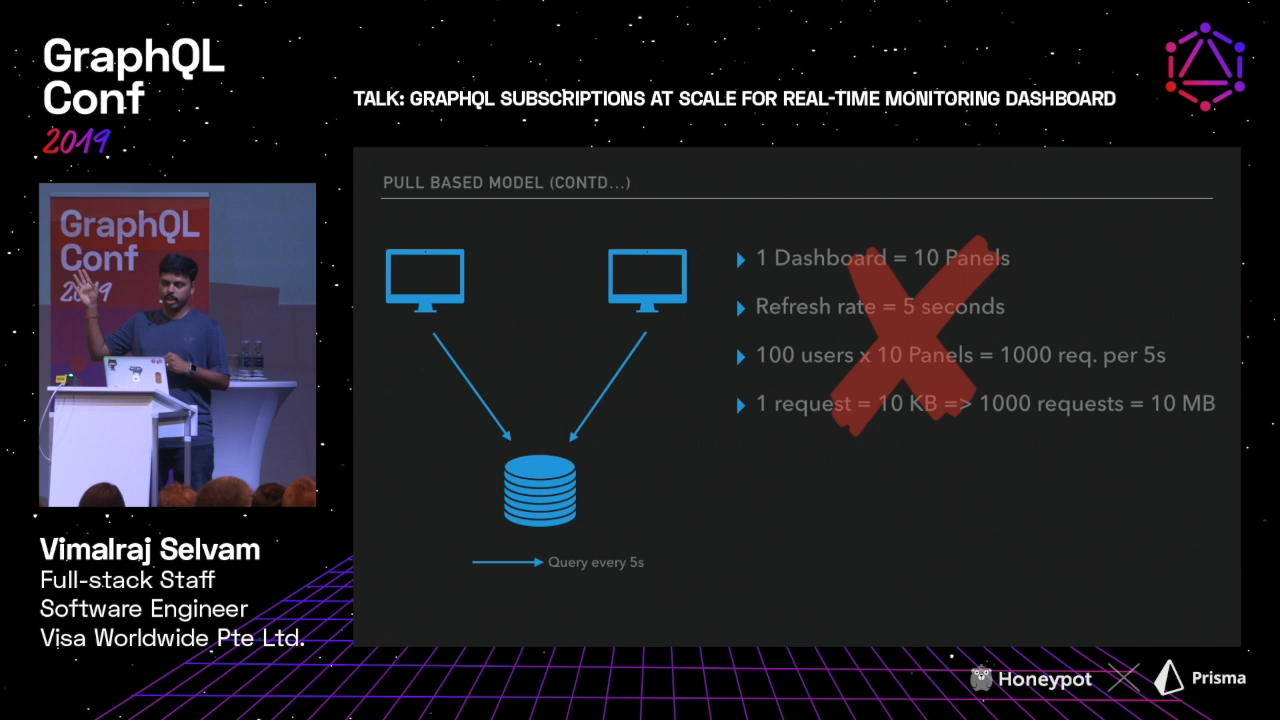 GraphQL
Conf
2019
TALK: GRAPHQL SUBSCRIPTIONS AT SCALE FOR REAL-TIME MONITORING DASHBOARD
PULL BASED MODEL (CONTD...)
1 Dashboard = 10 Panels
Refresh rate = 5 seconds
100 users x 10 Panels = 1000 req. per 5s
1 request = 10 KB => 1000 requests = 10 MB
Query every 5s
GraphQL
Conf
2019
Vimalraj Selvam
Full-stack Staff
Software Engineer
Visa Worldwide Pte Ltd.
Honeypot
Prisma